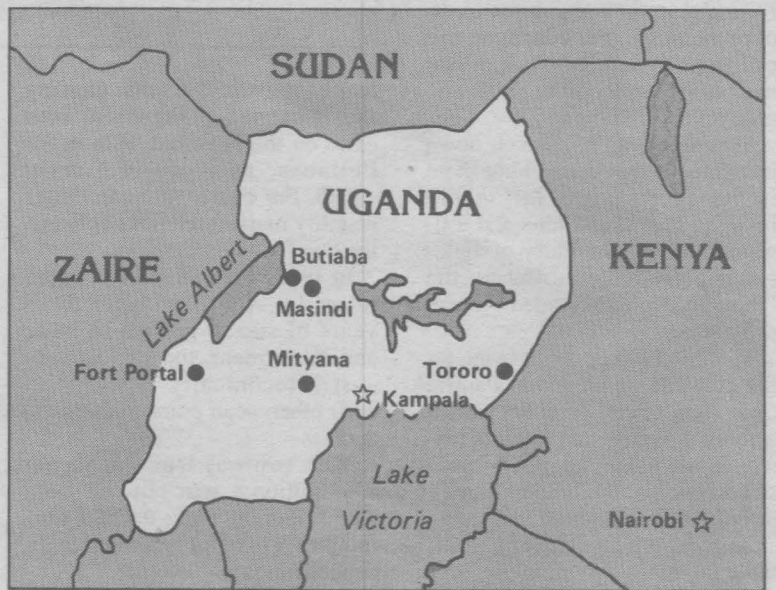 SUDAN
UGANDA
ZAIRE
KENYA
Lake Albert
Butiaba
Masindi
Fort Portal
Mityana
Tororo
Kampala
Lake
Victoria
Nairobi